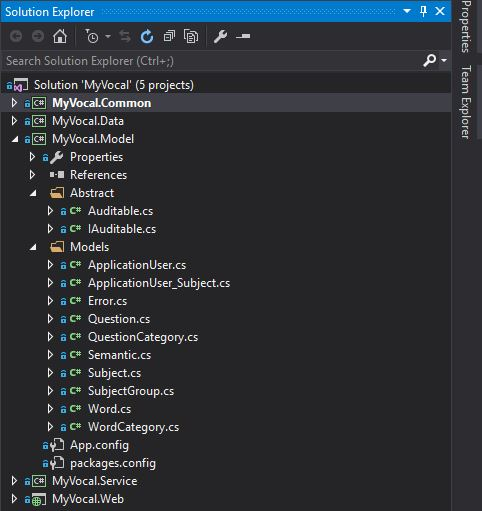 Solution Explorer
Search Solution Explorer (Ctrl+;)
Solution 'MyVocal' (5 projects)
C# MyVocal.Common
C# MyVocal.Data
C# MyVocal.Model
Properties
References
Abstract
C# Auditable.cs
C# IAuditable.cs
Models
C# ApplicationUser.cs
C# ApplicationUser_Subject.cs
C# Error.cs
C# Question.cs
C# QuestionCategory.cs
C# Semantic.cs
C# Subject.cs
C# SubjectGroup.cs
C# Word.cs
C# WordCategory.cs
App.config
packages.config
C# MyVocal.Service
MyVocal.Web
Properties
Team Explorer